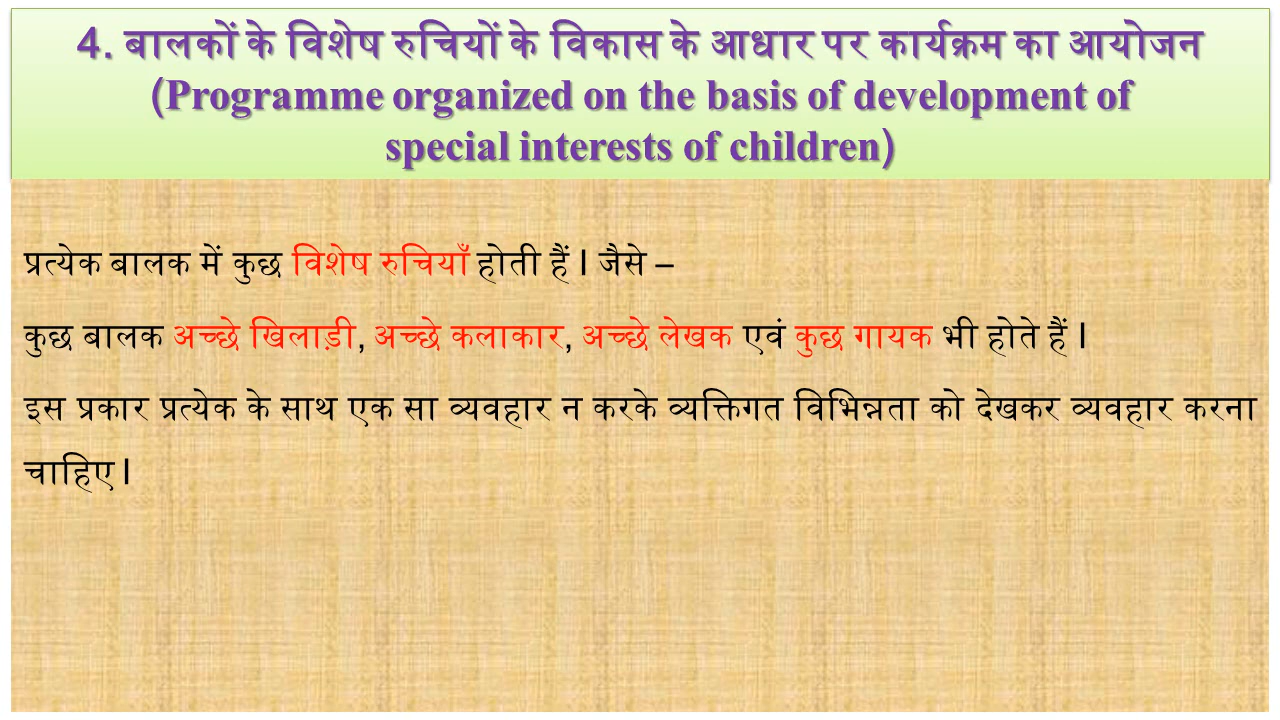 4. बालकों के विशेष रुचियों के विकास के आधार पर कार्यक्रम का आयोजन
(Programme organized on the basis of development of
special interests of children)
प्रत्येक बालक में कुछ विशेष रुचियाँ होती हैं। जैसे –
कुछ बालक अच्छे खिलाड़ी, अच्छे कलाकार, अच्छे लेखक एवं कुछ गायक भी होते हैं ।
इस प्रकार प्रत्येक के साथ एक सा व्यवहार न करके व्यक्तिगत विभिन्नता को देखकर व्यवहार करना
चाहिए।